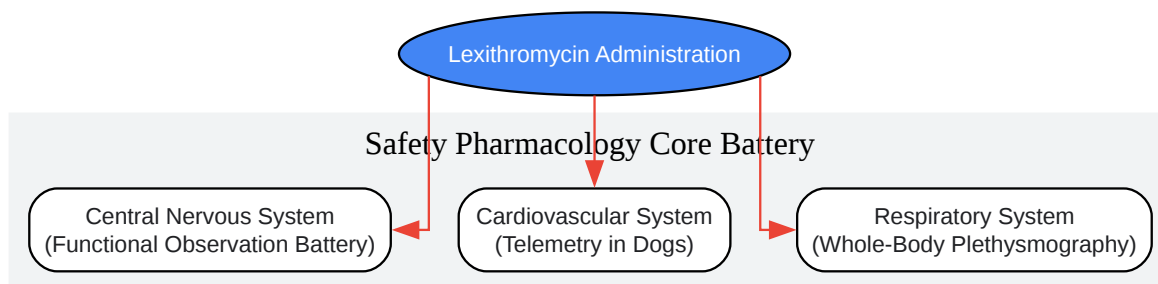 Lexithromycin Administration
Safety Pharmacology Core Battery
Central Nervous System
(Functional Observation Battery)
Cardiovascular System
(Telemetry in Dogs)
Respiratory System
(Whole-Body Plethysmography)